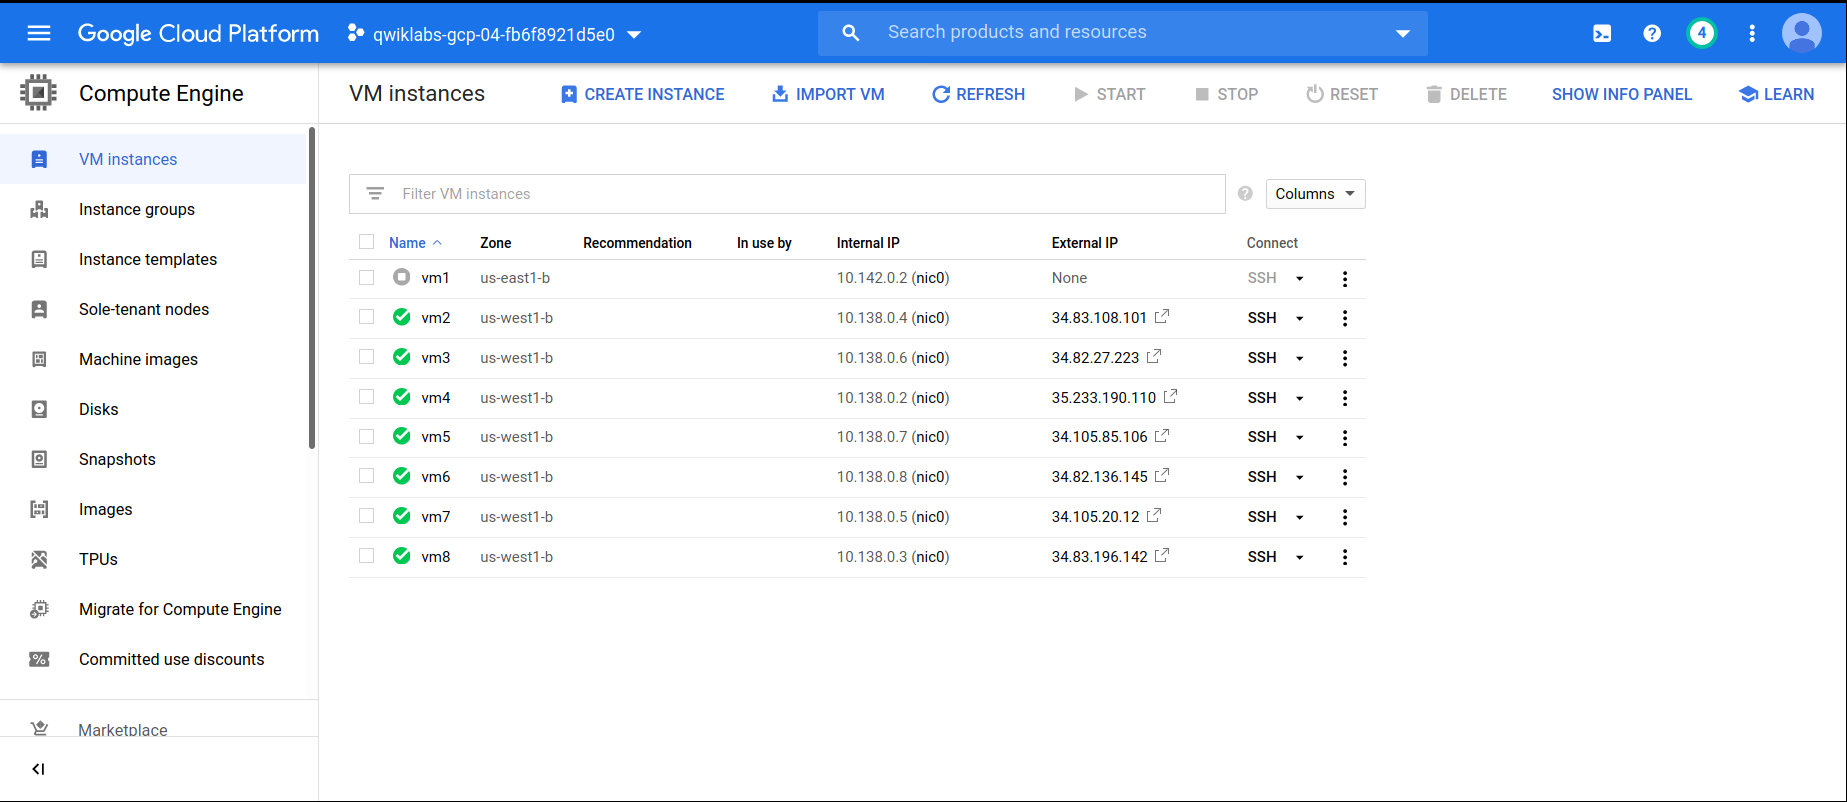 Google Cloud Platform qwiklabs-gcp-04-fb6f8921d5e0 Search products and resources 4
Compute Engine
VM instances CREATE INSTANCE IMPORT VM REFRESH START STOP RESET DELETE SHOW INFO PANEL LEARN
VM instances
Instance groups
Instance templates
Sole-tenant nodes
Machine images
Disks
Snapshots
Images
TPUs
Migrate for Compute Engine
Committed use discounts
Marketplace
Filter VM instances Columns
Name Zone Recommendation In use by Internal IP External IP Connect
vm1 us-east1-b 10.142.0.2 (nic0) None SSH
vm2 us-west1-b 10.138.0.4 (nic0) 34.83.108.101 SSH
vm3 us-west1-b 10.138.0.6 (nic0) 34.82.27.223 SSH
vm4 us-west1-b 10.138.0.2 (nic0) 35.233.190.110 SSH
vm5 us-west1-b 10.138.0.7 (nic0) 34.105.85.106 SSH
vm6 us-west1-b 10.138.0.8 (nic0) 34.82.136.145 SSH
vm7 us-west1-b 10.138.0.5 (nic0) 34.105.20.12 SSH
vm8 us-west1-b 10.138.0.3 (nic0) 34.83.196.142 SSH